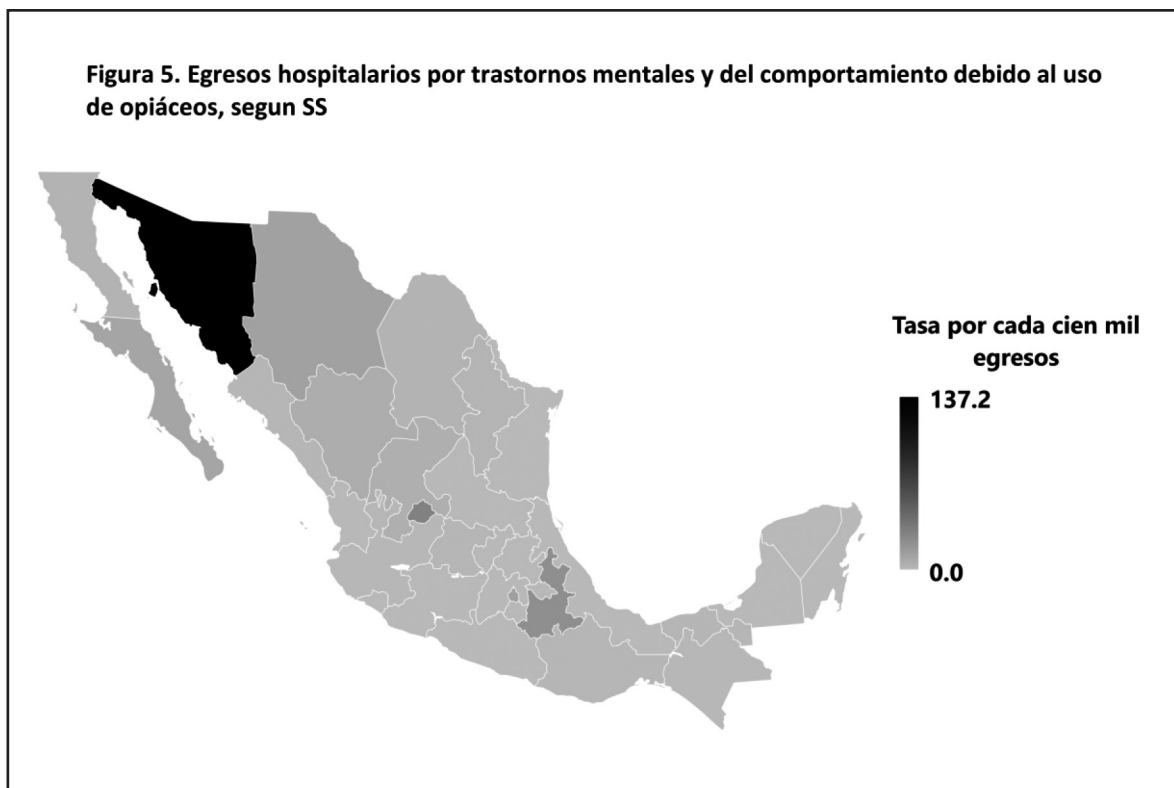 Figura 5. Egresos hospitalarios por trastornos mentales y del comportamiento debido al uso
de opiáceos, segun SS
Tasa por cada cien mil
egresos
137.2
0.0